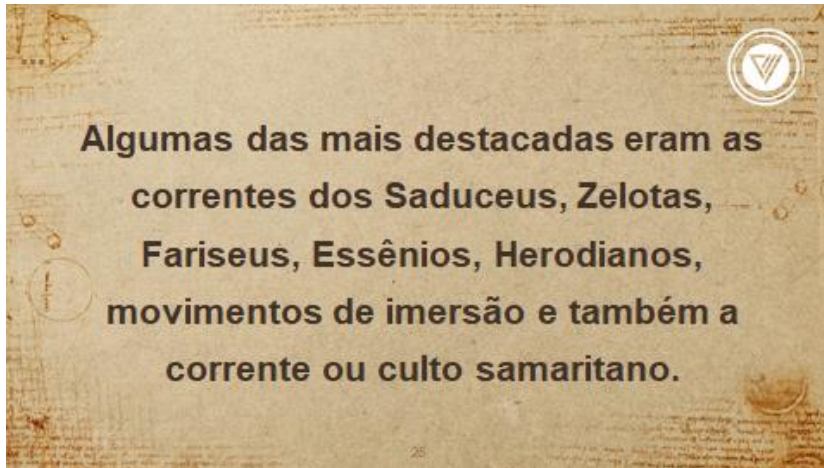 Algumas das mais destacadas eram as
correntes dos Saduceus, Zelotas,
Fariseus, Essênios, Herodianos,
movimentos de imersão e também a
corrente ou culto samaritano.
25